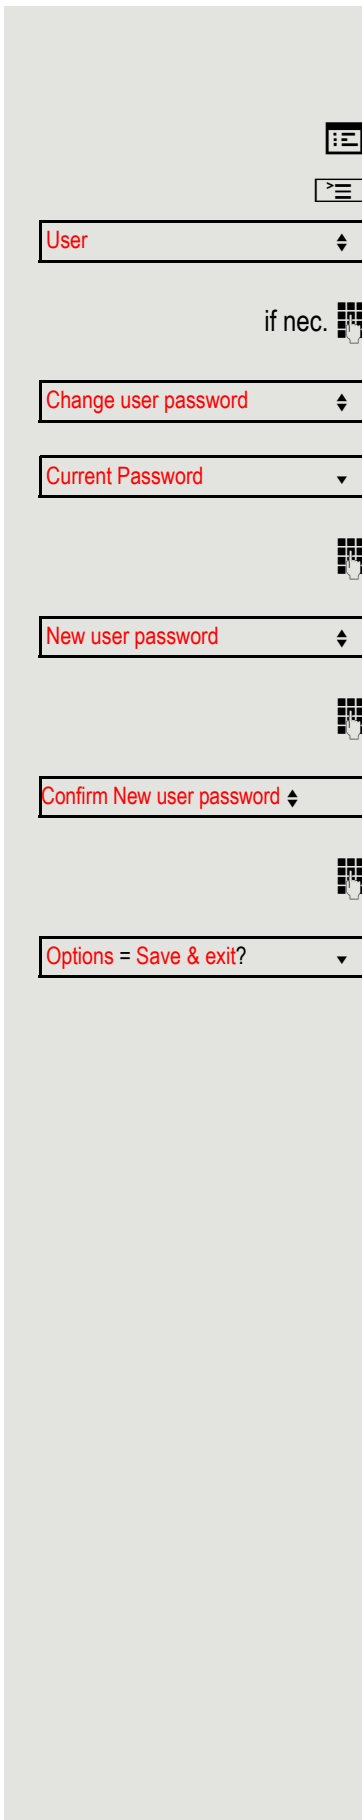 User
if nec.
Change user password
Current Password
New user password
Confirm New user password
Options = Save & exit?